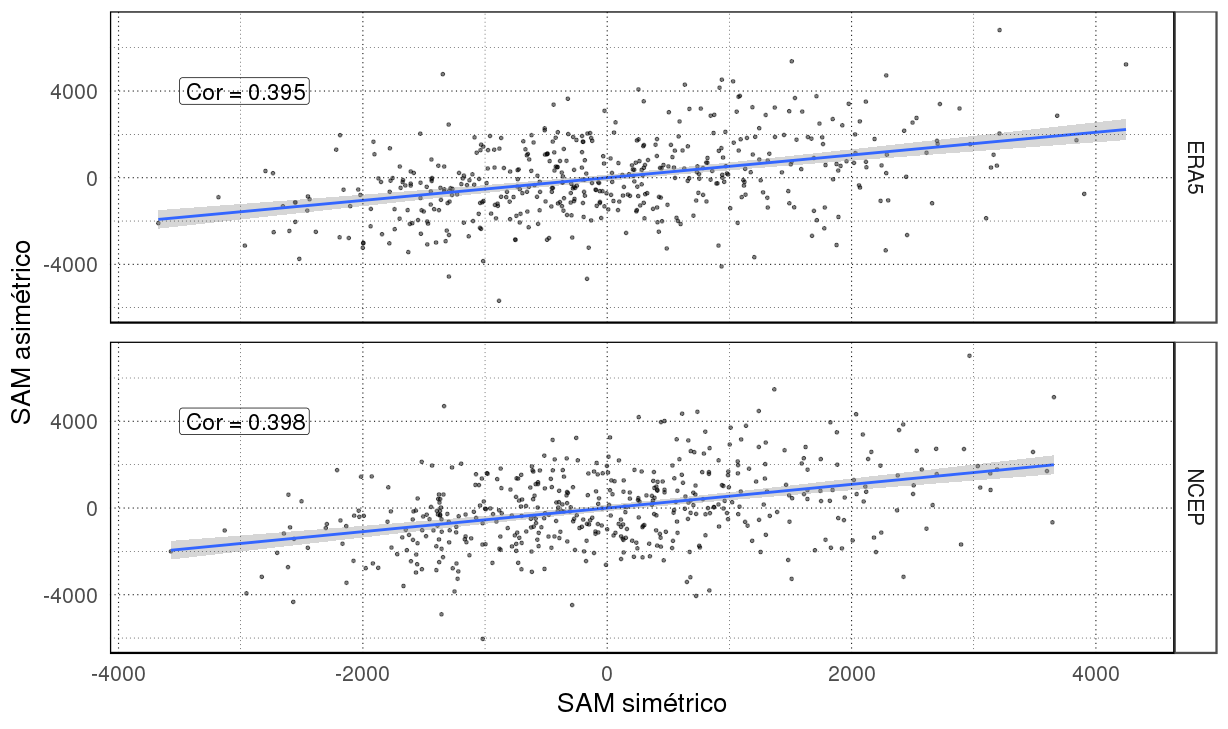 SAM asimétrico
4000
0
-4000
Cor = 0.395
ERA5
4000
0
-4000
Cor = 0.398
NCEP
-4000 -2000 0 2000 4000
SAM simétrico